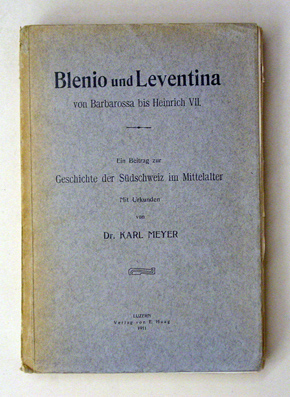 Blenio und Leventina
von Barbarossa bis Heinrich VII.
Ein Beitrag zur
Geschichte der Südschweiz im Mittelalter
Mit Urkunden
von
Dr. KARL MEYER
LUZERN
Verlag von E. Haag
1911